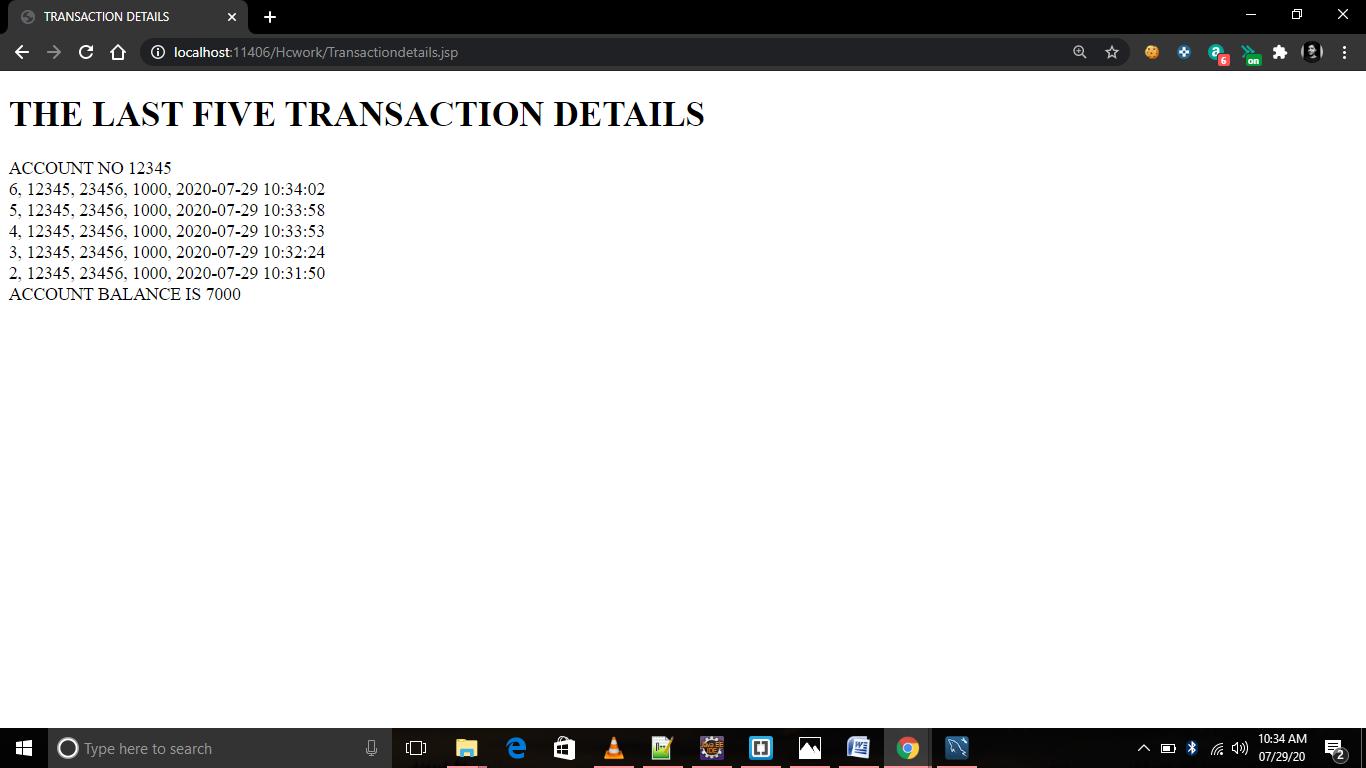 TRANSACTION DETAILS
localhost:11406/Hcwork/Transactiondetails.jsp
6
on
THE LAST FIVE TRANSACTION DETAILS
ACCOUNT NO 12345
6, 12345, 23456, 1000, 2020-07-29 10:34:02
5, 12345, 23456, 1000, 2020-07-29 10:33:58
4, 12345, 23456, 1000, 2020-07-29 10:33:53
3, 12345, 23456, 1000, 2020-07-29 10:32:24
2, 12345, 23456, 1000, 2020-07-29 10:31:50
ACCOUNT BALANCE IS 7000
Type here to search
10:34 AM
07/29/20
2